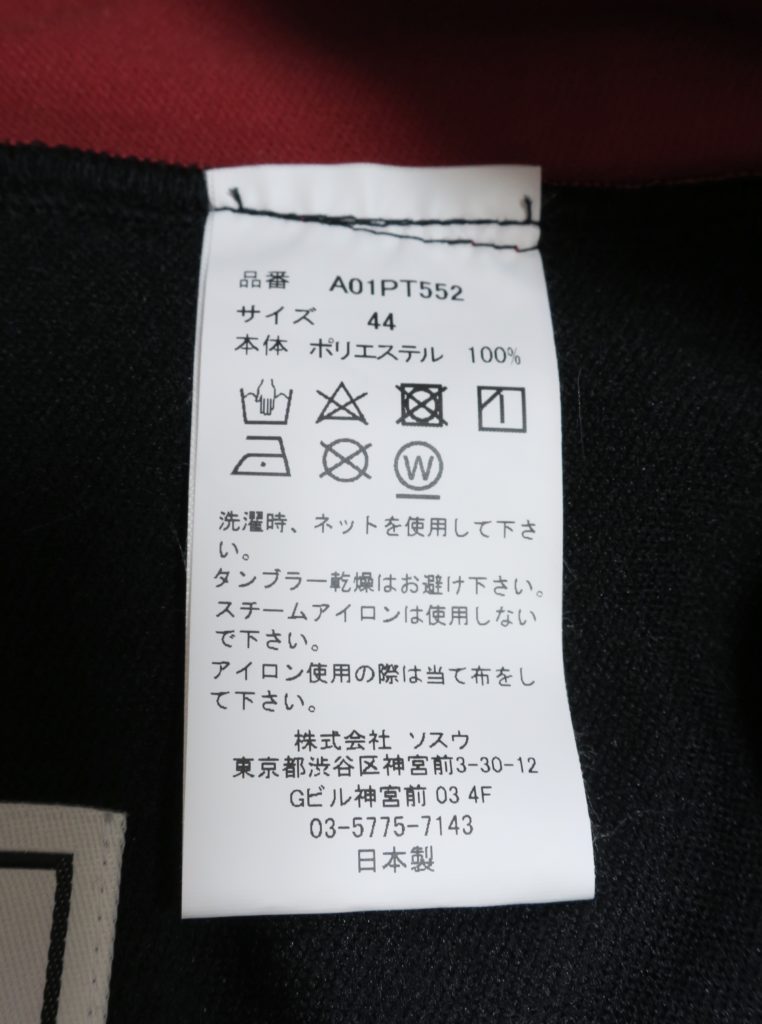 品番 A01PT552
サイズ 44
本体 ポリエステル 100%
W
洗濯時、ネットを使用して下さ
い。
タンブラー乾燥はお避け下さい。
スチームアイロンは使用しない
で下さい。
アイロン使用の際は当て布をし
て下さい。
株式会社 ソスウ
東京都渋谷区神宮前3-30-12
Gビル神宮前 03 4F
03-5775-7143
日本製